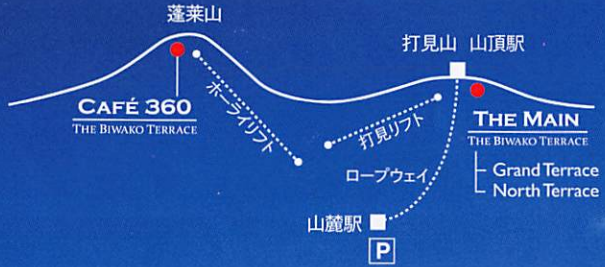 蓬莱山
打見山 山頂駅
CAFÉ 360
THE BIWAKO TERRACE
ホーライリフト
打見リフト
THE MAIN
THE BIWAKO TERRACE
Grand Terrace
North Terrace
ロープウェイ
山麓駅
P